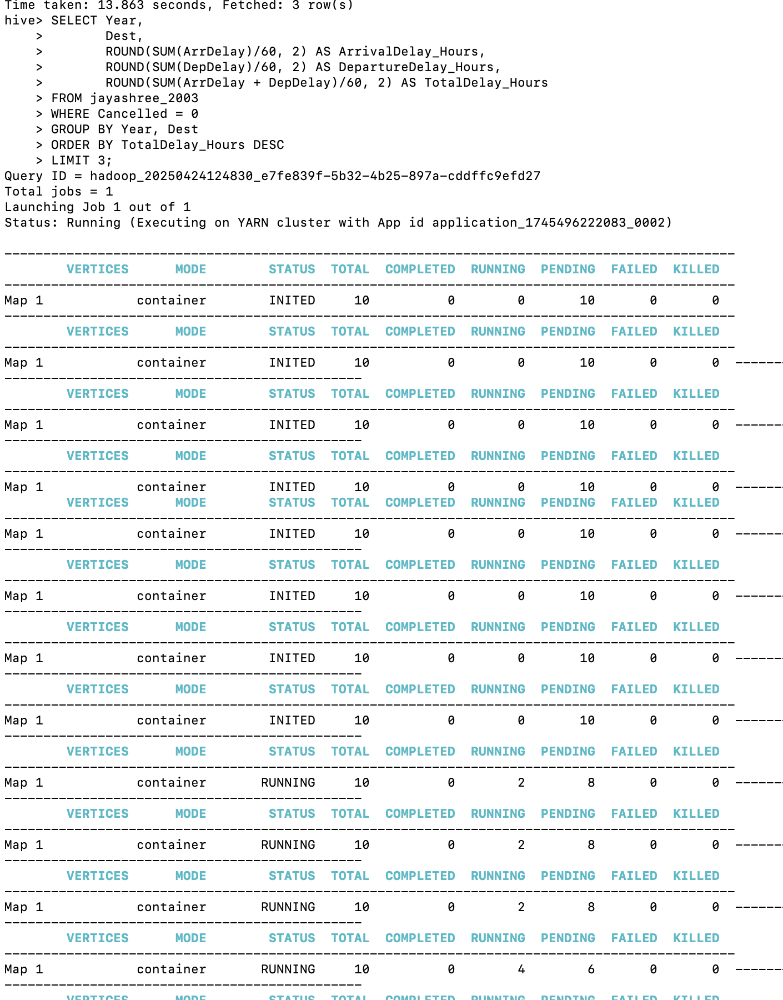 Time taken: 13.863 seconds, Fetched: 3 row(s)
hive> SELECT Year,
    >        Dest,
    >        ROUND(SUM(ArrDelay)/60, 2) AS ArrivalDelay_Hours,
    >        ROUND(SUM(DepDelay)/60, 2) AS DepartureDelay_Hours,
    >        ROUND(SUM(ArrDelay + DepDelay)/60, 2) AS TotalDelay_Hours
    > FROM jayashree_2003
    > WHERE Cancelled = 0
    > GROUP BY Year, Dest
    > ORDER BY TotalDelay_Hours DESC
    > LIMIT 3;
Query ID = hadoop_20250424124830_e7fe839f-5b32-4b25-897a-cddffc9efd27
Total jobs = 1
Launching Job 1 out of 1
Status: Running (Executing on YARN cluster with App id application_1745496222083_0002)

----------------------------------------------------------------------------------------------
        VERTICES      MODE        STATUS  TOTAL  COMPLETED  RUNNING  PENDING  FAILED  KILLED
----------------------------------------------------------------------------------------------
Map 1            container        INITED     10          0        0       10       0       0
----------------------------------------------------------------------------------------------
        VERTICES      MODE        STATUS  TOTAL  COMPLETED  RUNNING  PENDING  FAILED  KILLED
----------------------------------------------------------------------------------------------
Map 1            container        INITED     10          0        0       10       0       0  ------
----------------------------------------------
        VERTICES      MODE        STATUS  TOTAL  COMPLETED  RUNNING  PENDING  FAILED  KILLED
----------------------------------------------------------------------------------------------
Map 1            container        INITED     10          0        0       10       0       0  ------
----------------------------------------------
        VERTICES      MODE        STATUS  TOTAL  COMPLETED  RUNNING  PENDING  FAILED  KILLED
----------------------------------------------------------------------------------------------
Map 1            container        INITED     10          0        0       10       0       0  ------
        VERTICES      MODE        STATUS  TOTAL  COMPLETED  RUNNING  PENDING  FAILED  KILLED
----------------------------------------------------------------------------------------------
Map 1            container        INITED     10          0        0       10       0       0  ------
----------------------------------------------
        VERTICES      MODE        STATUS  TOTAL  COMPLETED  RUNNING  PENDING  FAILED  KILLED
----------------------------------------------------------------------------------------------
Map 1            container        INITED     10          0        0       10       0       0  ------
----------------------------------------------
        VERTICES      MODE        STATUS  TOTAL  COMPLETED  RUNNING  PENDING  FAILED  KILLED
----------------------------------------------------------------------------------------------
Map 1            container        INITED     10          0        0       10       0       0  ------
----------------------------------------------
        VERTICES      MODE        STATUS  TOTAL  COMPLETED  RUNNING  PENDING  FAILED  KILLED
----------------------------------------------------------------------------------------------
Map 1            container        INITED     10          0        0       10       0       0  ------
----------------------------------------------
        VERTICES      MODE        STATUS  TOTAL  COMPLETED  RUNNING  PENDING  FAILED  KILLED
----------------------------------------------------------------------------------------------
Map 1            container       RUNNING     10          0        2        8       0       0  ------
----------------------------------------------
        VERTICES      MODE        STATUS  TOTAL  COMPLETED  RUNNING  PENDING  FAILED  KILLED
----------------------------------------------------------------------------------------------
Map 1            container       RUNNING     10          0        2        8       0       0  ------
----------------------------------------------
        VERTICES      MODE        STATUS  TOTAL  COMPLETED  RUNNING  PENDING  FAILED  KILLED
----------------------------------------------------------------------------------------------
Map 1            container       RUNNING     10          0        2        8       0       0  ------
----------------------------------------------
        VERTICES      MODE        STATUS  TOTAL  COMPLETED  RUNNING  PENDING  FAILED  KILLED
----------------------------------------------------------------------------------------------
Map 1            container       RUNNING     10          0        4        6       0       0  ------
----------------------------------------------
        VERTICES      MODE        STATUS  TOTAL  COMPLETED  RUNNING  PENDING  FAILED  KILLED